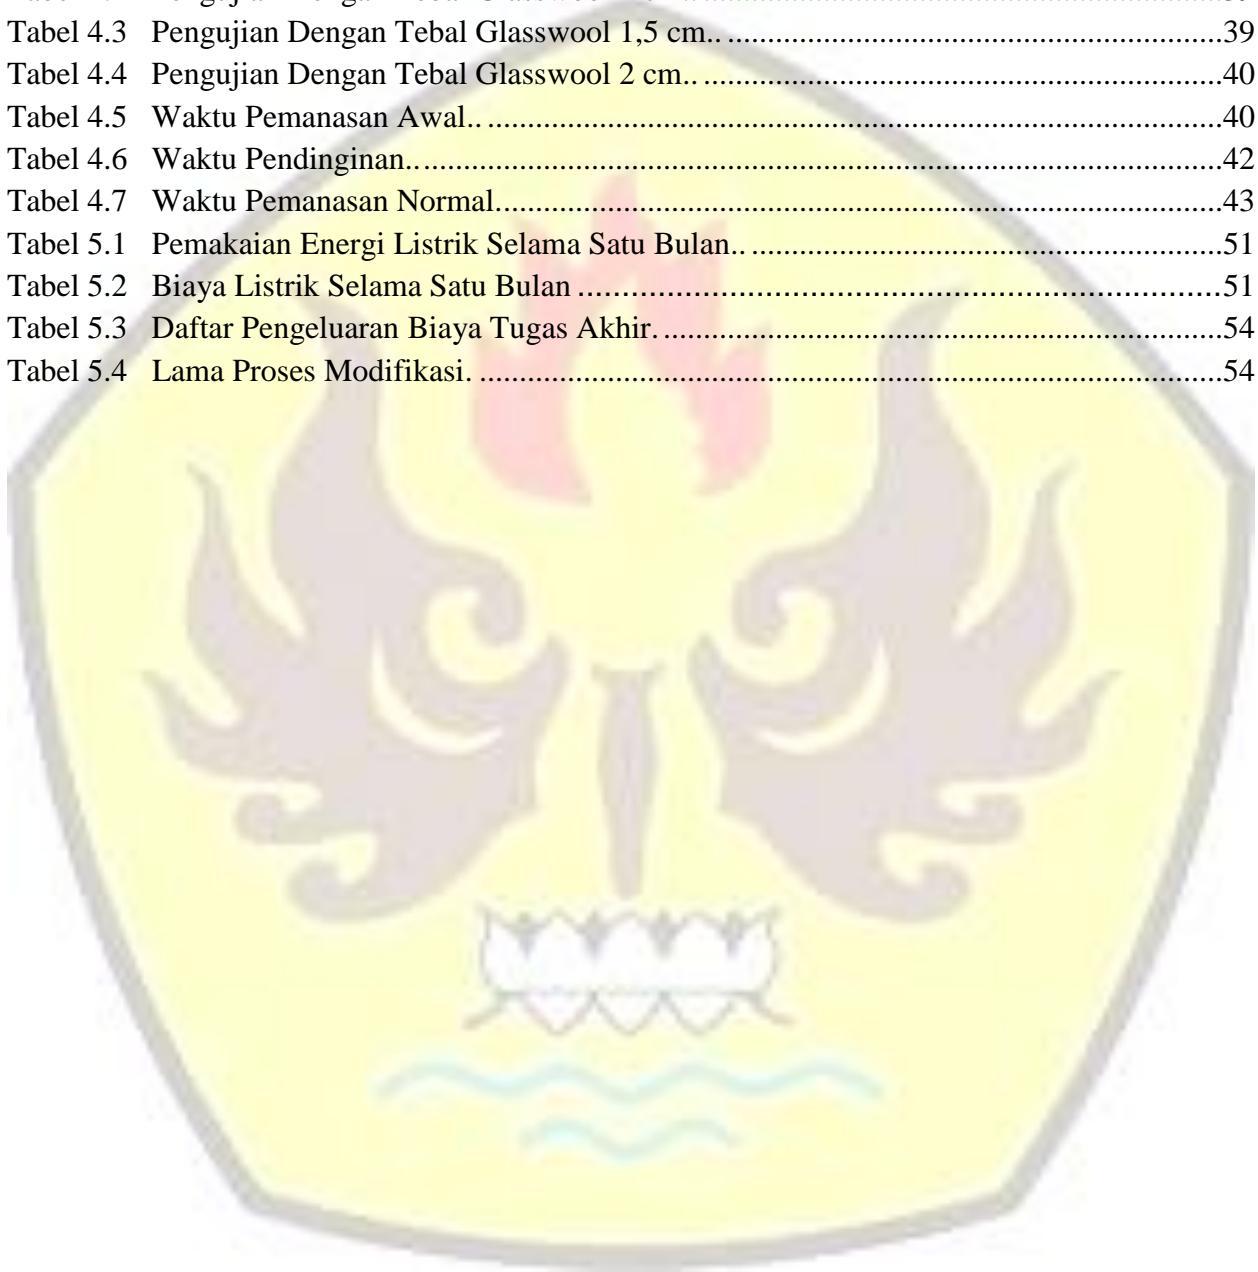 Tabel 4.3 Pengujian Dengan Tebal Glasswool 1,5 cm.. ....................................................................39
Tabel 4.4 Pengujian Dengan Tebal Glasswool 2 cm.. .......................................................................40
Tabel 4.5 Waktu Pemanasan Awal.. ..................................................................................................40
Tabel 4.6 Waktu Pendinginan.. .........................................................................................................42
Tabel 4.7 Waktu Pemanasan Normal. ...............................................................................................43
Tabel 5.1 Pemakaian Energi Listrik Selama Satu Bulan.. .................................................................51
Tabel 5.2 Biaya Listrik Selama Satu Bulan .......................................................................................51
Tabel 5.3 Daftar Pengeluaran Biaya Tugas Akhir. ............................................................................54
Tabel 5.4 Lama Proses Modifikasi. ...................................................................................................54